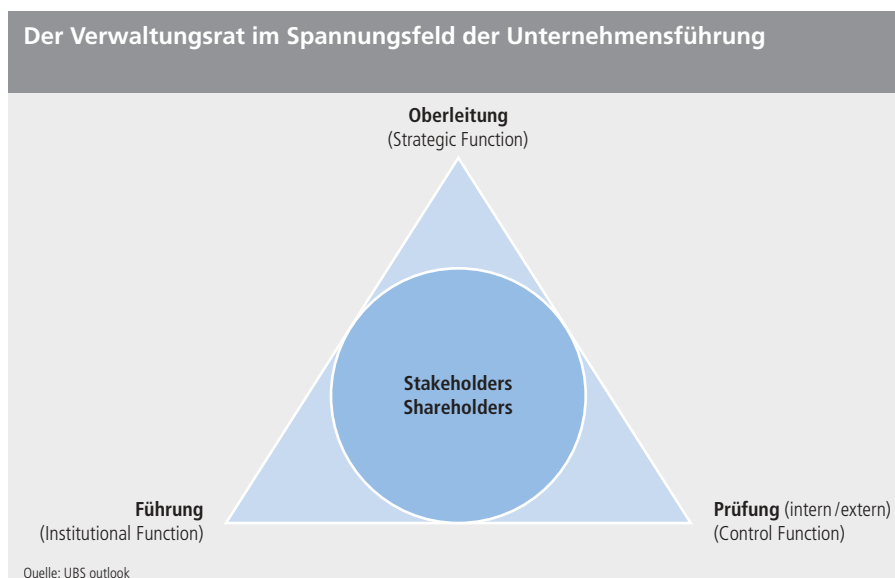 Der Verwaltungsrat im Spannungsfeld der Unternehmensführung
Oberleitung
(Strategic Function)
Stakeholders
Shareholders
Führung
(Institutional Function)
Prüfung (intern/extern)
(Control Function)
Quelle: UBS outlook